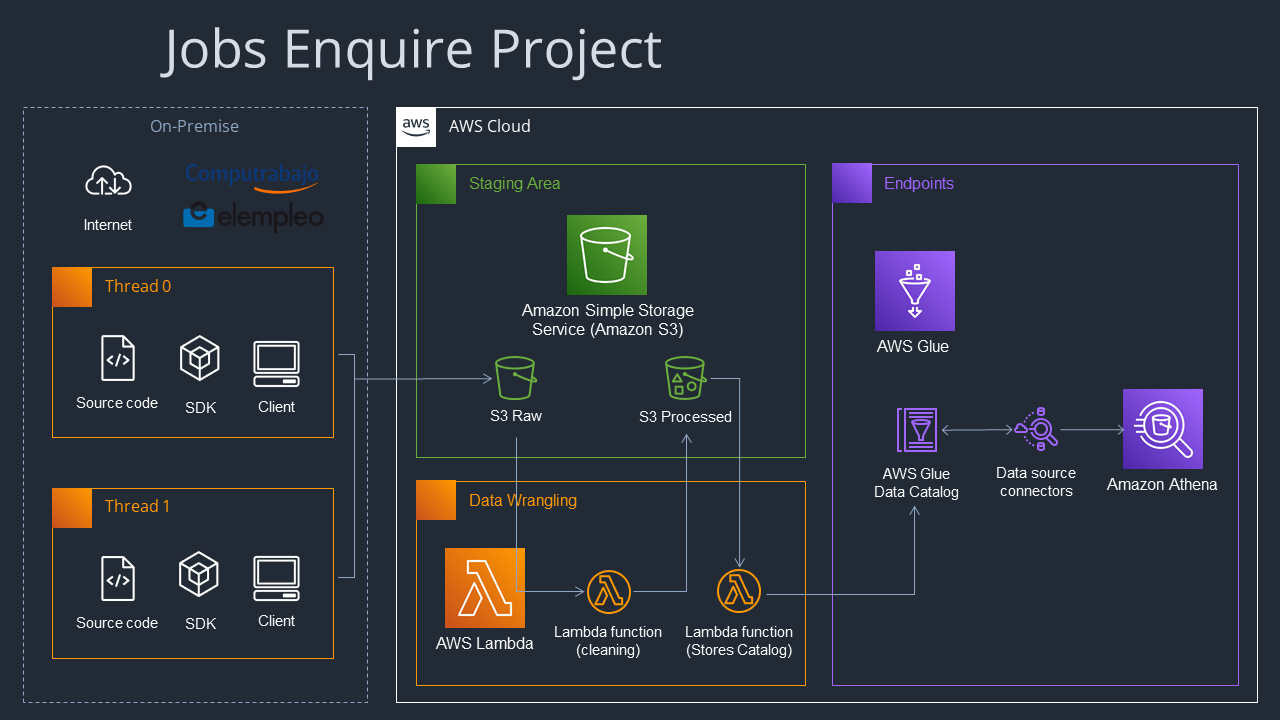 Jobs Enquire Project
On-Premise
Internet
Computrabajo
elempleo
Thread 0
Source code
SDK
Client
Thread 1
Source code
SDK
Client
aws
AWS Cloud
Staging Area
Amazon Simple Storage
Service (Amazon S3)
S3 Raw
S3 Processed
Data Wrangling
AWS Lambda
Lambda function
(cleaning)
Lambda function
(Stores Catalog)
Endpoints
AWS Glue
AWS Glue
Data Catalog
Data source
connectors
Amazon Athena